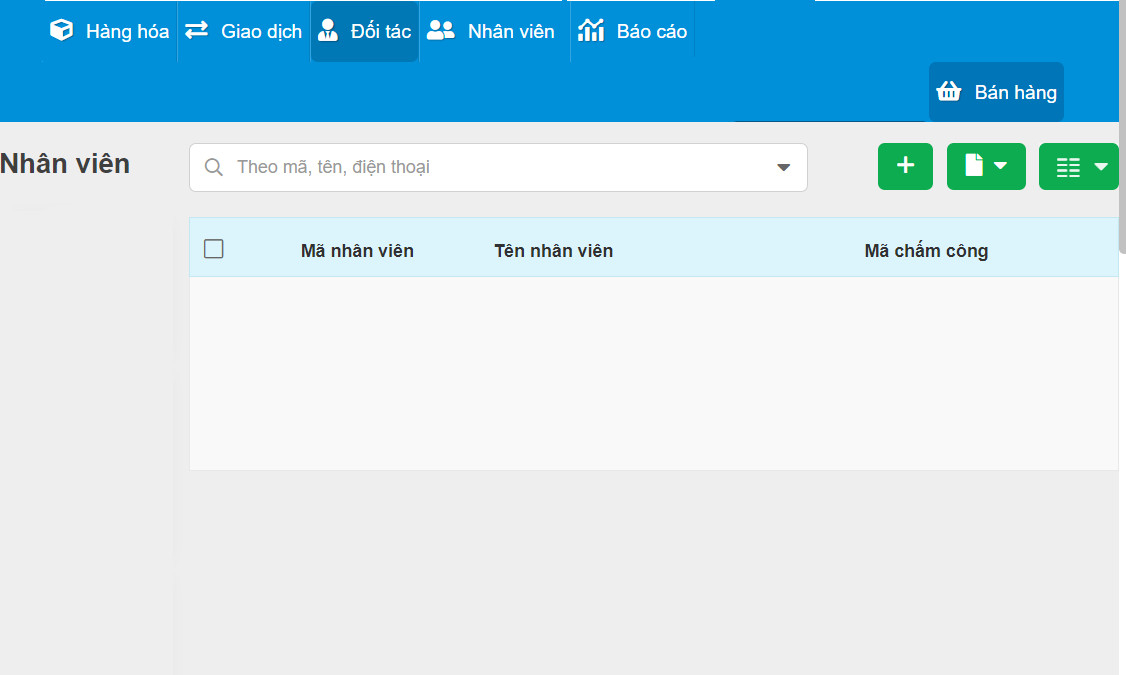 Hàng hóa Giao dịch Đối tác Nhân viên Báo cáo
Bán hàng
Nhân viên
Theo mã, tên, điện thoại
Mã nhân viên Tên nhân viên Mã chấm công